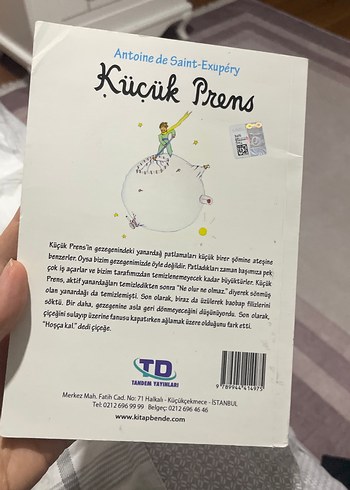 Antoine de Saint-Exupéry
Küçük Prens
Küçük Prens'in gezegenindeki yanardağ patlamaları küçük birer şömine ateşine
benzerler. Oysa bizim gezegenimizde öyle değildir. Patladıkları zaman başımıza pek
çok iş açarlar ve bizim tarafımızdan temizlenemeyecek kadar büyüktürler. Küçük
Prens, aktif yanardağları temizledikten sonra "Ne olur ne olmaz." diyerek sönmüş
olan yanardağı da temizlemişti. Son olarak, biraz da üzülerek baobap filizlerini
söktü. Bir daha, gezegenine asla geri dönmeyeceğini düşünüyordu. Son olarak,
çiçeğini sulayıp üzerine fanusu kapatırken ağlamak üzere olduğunu fark etti.
"Hoşça kal." dedi çiçeğe.
TD
TANDEM YAYINLARI
9 789944 414975
Merkez Mah. Fatih Cad. No: 71 Halkalı - Küçükçekmece - İSTANBUL
Tel: 0212 696 99 99 Belgeç: 0212 696 46 46
www.kitapbende.com